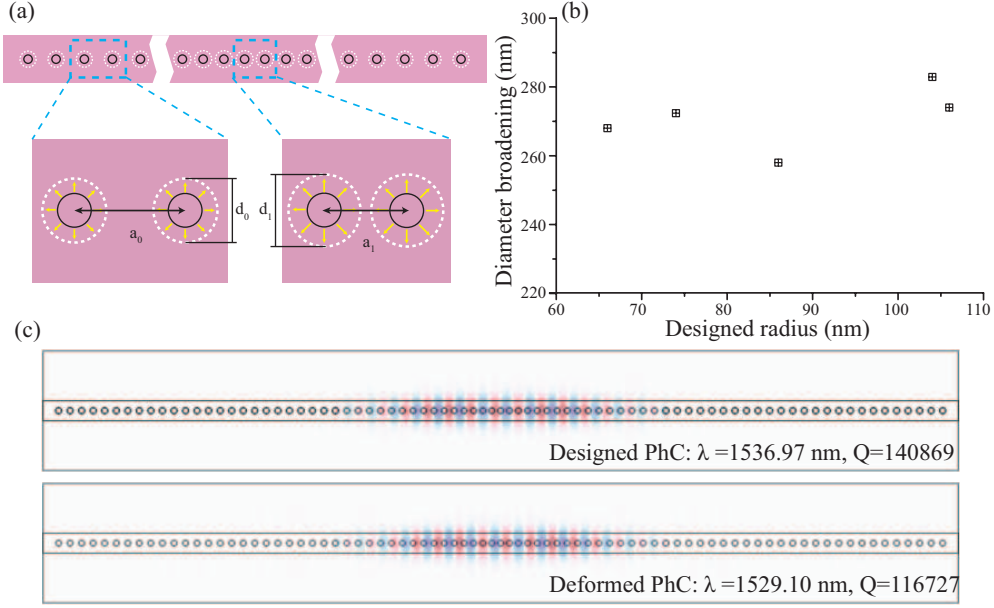 (a)
a₀
d₀
d₁
a₁
(b)
Diameter broadening (nm)
300
280
260
240
220
60
70
80
90
100
110
Designed radius (nm)
(c)
Designed PhC: λ =1536.97 nm, Q=140869
Deformed PhC: λ =1529.10 nm, Q=116727